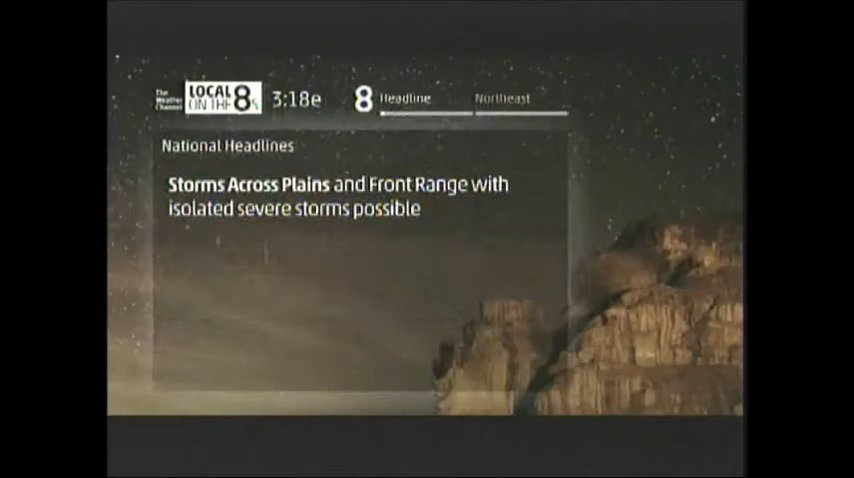 The
Weather
Channel
LOCAL
ON THE 8s
3:18e
8
Headline
Northeast
National Headlines
Storms Across Plains and Front Range with
isolated severe storms possible